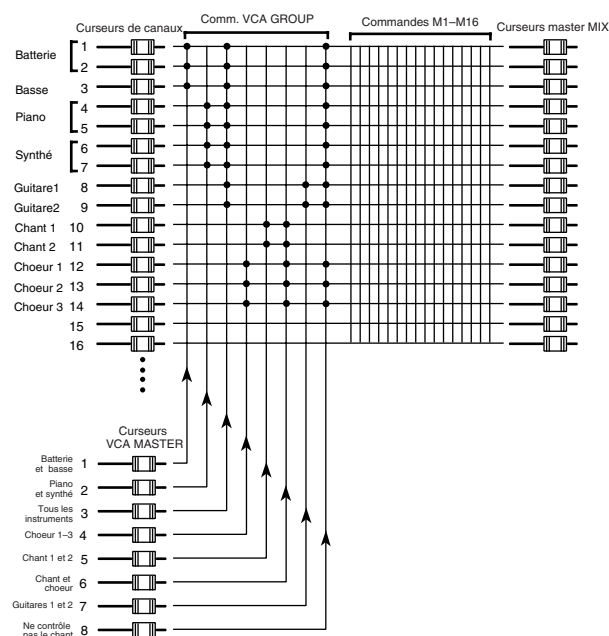 Curseurs de canaux
Comm. VCA GROUP
Commandes M1–M16
Curseurs master MIX
Batterie
1
2
Basse 3
Piano
4
5
Synthé
6
7
Guitare1 8
Guitare2 9
Chant 1 10
Chant 2 11
Choeur 1 12
Choeur 2 13
Choeur 3 14
15
16
Curseurs
VCA MASTER
Batterie
et basse
1
Piano
et synthé
2
Tous les
instruments
3
Choeur 1–3 4
Chant 1 et 2 5
Chant et
choeur
6
Guitares 1 et 2 7
Ne contrôle
pas le chant
8